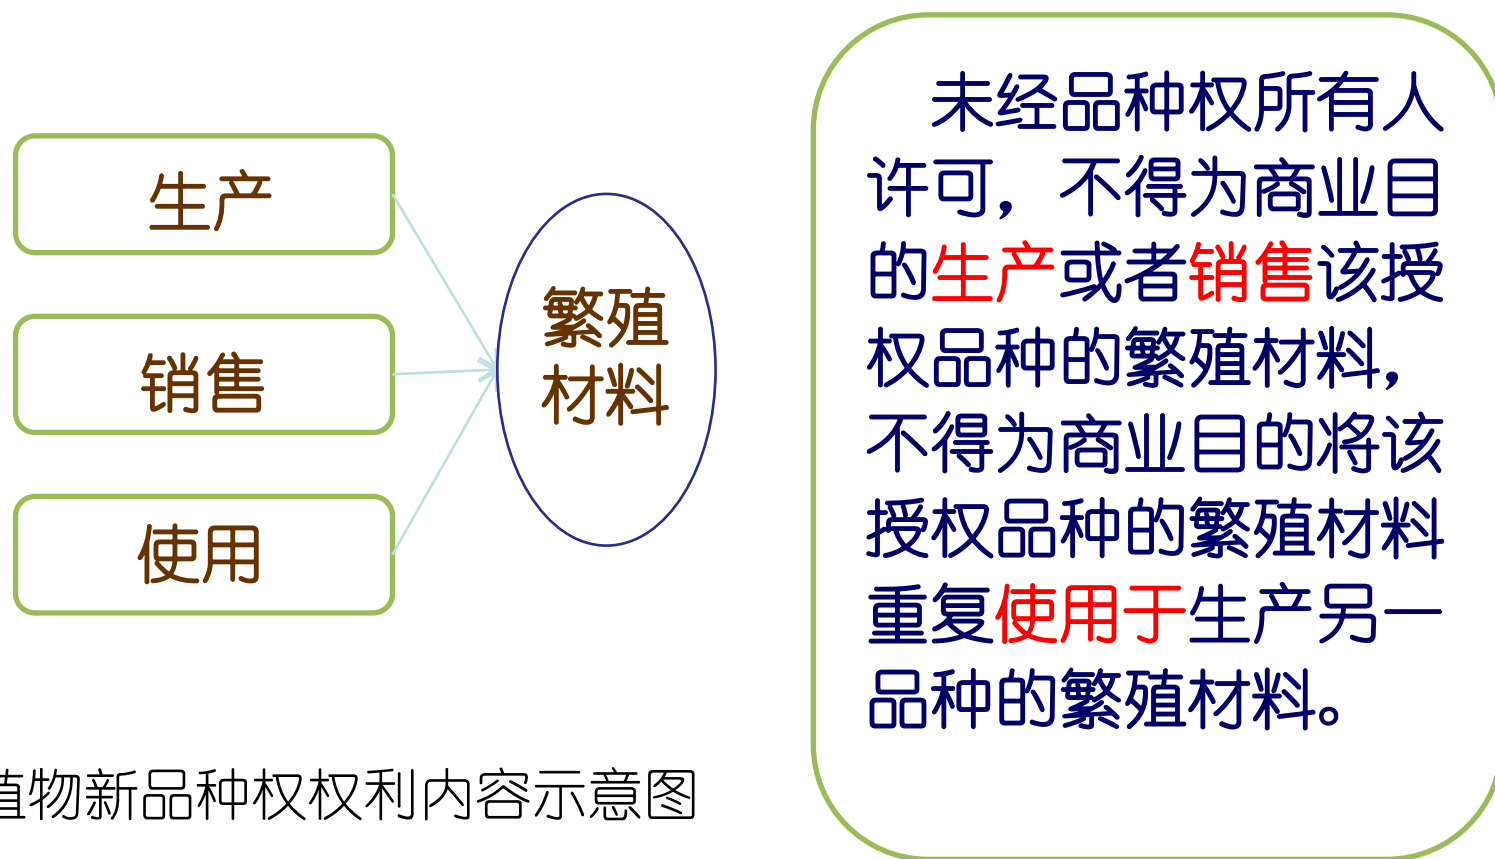 生产
销售
使用
繁殖
材料
植物新品种权权利内容示意图
未经品种权所有人
许可，不得为商业目
的生产或者销售该授
权品种的繁殖材料，
不得为商业目的将该
授权品种的繁殖材料
重复使用于生产另一
品种的繁殖材料。